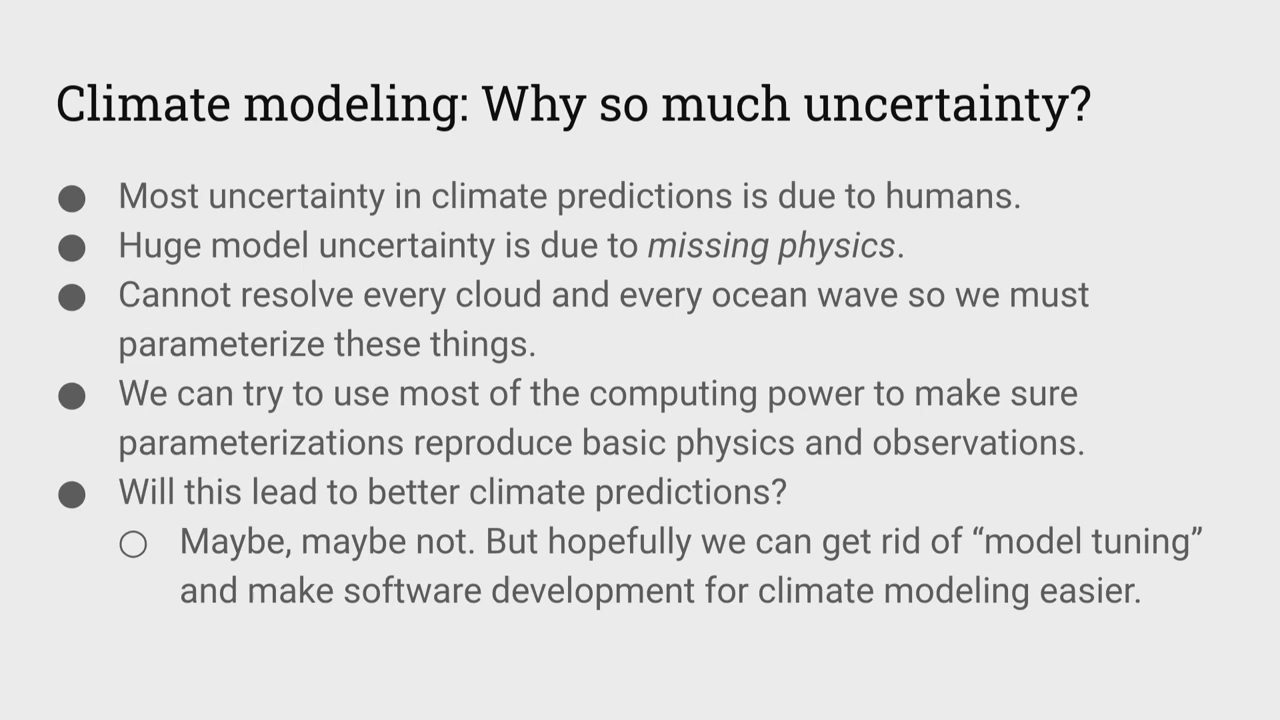 Climate modeling: Why so much uncertainty?
● Most uncertainty in climate predictions is due to humans.
● Huge model uncertainty is due to missing physics.
● Cannot resolve every cloud and every ocean wave so we must
parameterize these things.
● We can try to use most of the computing power to make sure
parameterizations reproduce basic physics and observations.
● Will this lead to better climate predictions?
○ Maybe, maybe not. But hopefully we can get rid of “model tuning”
and make software development for climate modeling easier.